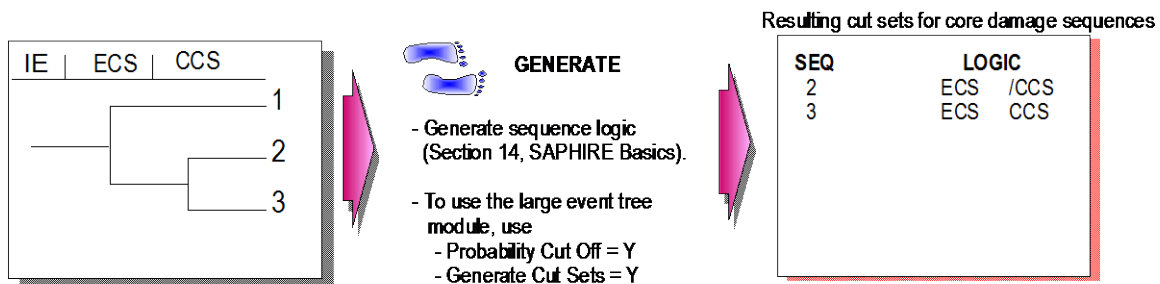 Resulting cut sets for core damage sequences
IE | ECS | CCS
1
2
3
GENERATE
- Generate sequence logic
(Section 14, SAPHIRE Basics).
- To use the large event tree
module, use
- Probability Cut Off = Y
- Generate Cut Sets = Y
SEQ LOGIC
2 ECS /CCS
3 ECS CCS